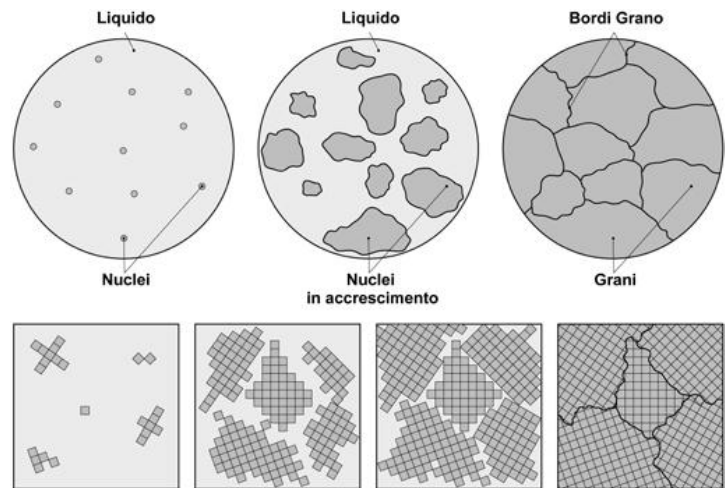 Liquido
Liquido
Bordi Grano
Nuclei
Nuclei
in accrescimento
Grani